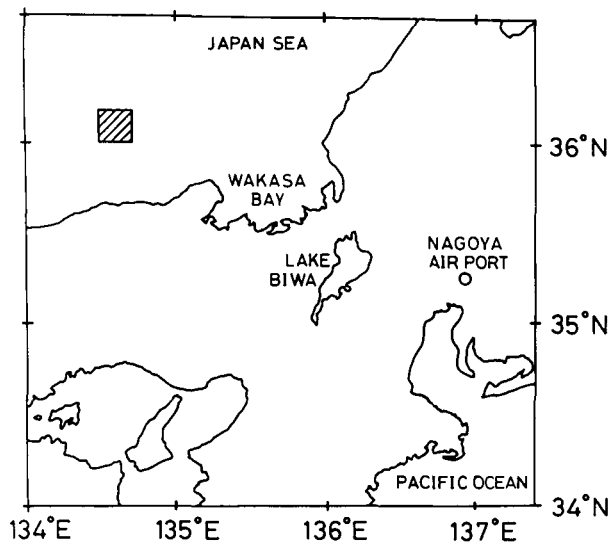 JAPAN SEA
36°N
WAKASA
BAY
NAGOYA
AIR PORT
LAKE
BIWA
35°N
PACIFIC OCEAN
34°N
134°E
135°E
136°E
137°E